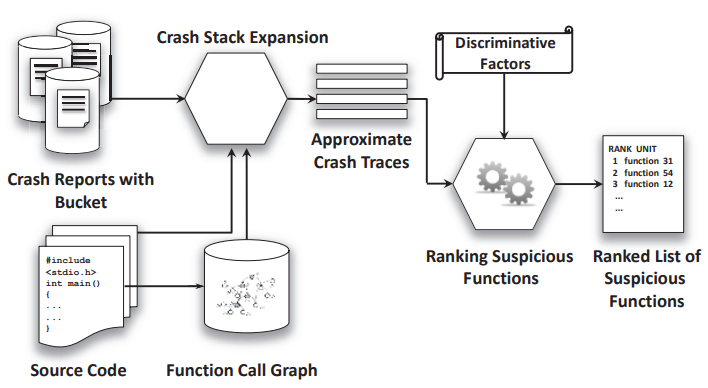 Crash Stack Expansion
Discriminative
Factors
Approximate
Crash Traces
Crash Reports with
Bucket
RANK UNIT
1 function 31
2 function 54
3 function 12
...
...
Ranking Suspicious
Functions
Ranked List of
Suspicious
Functions
#include
<stdio.h>
int main()
{
...
...
}
Source Code
Function Call Graph